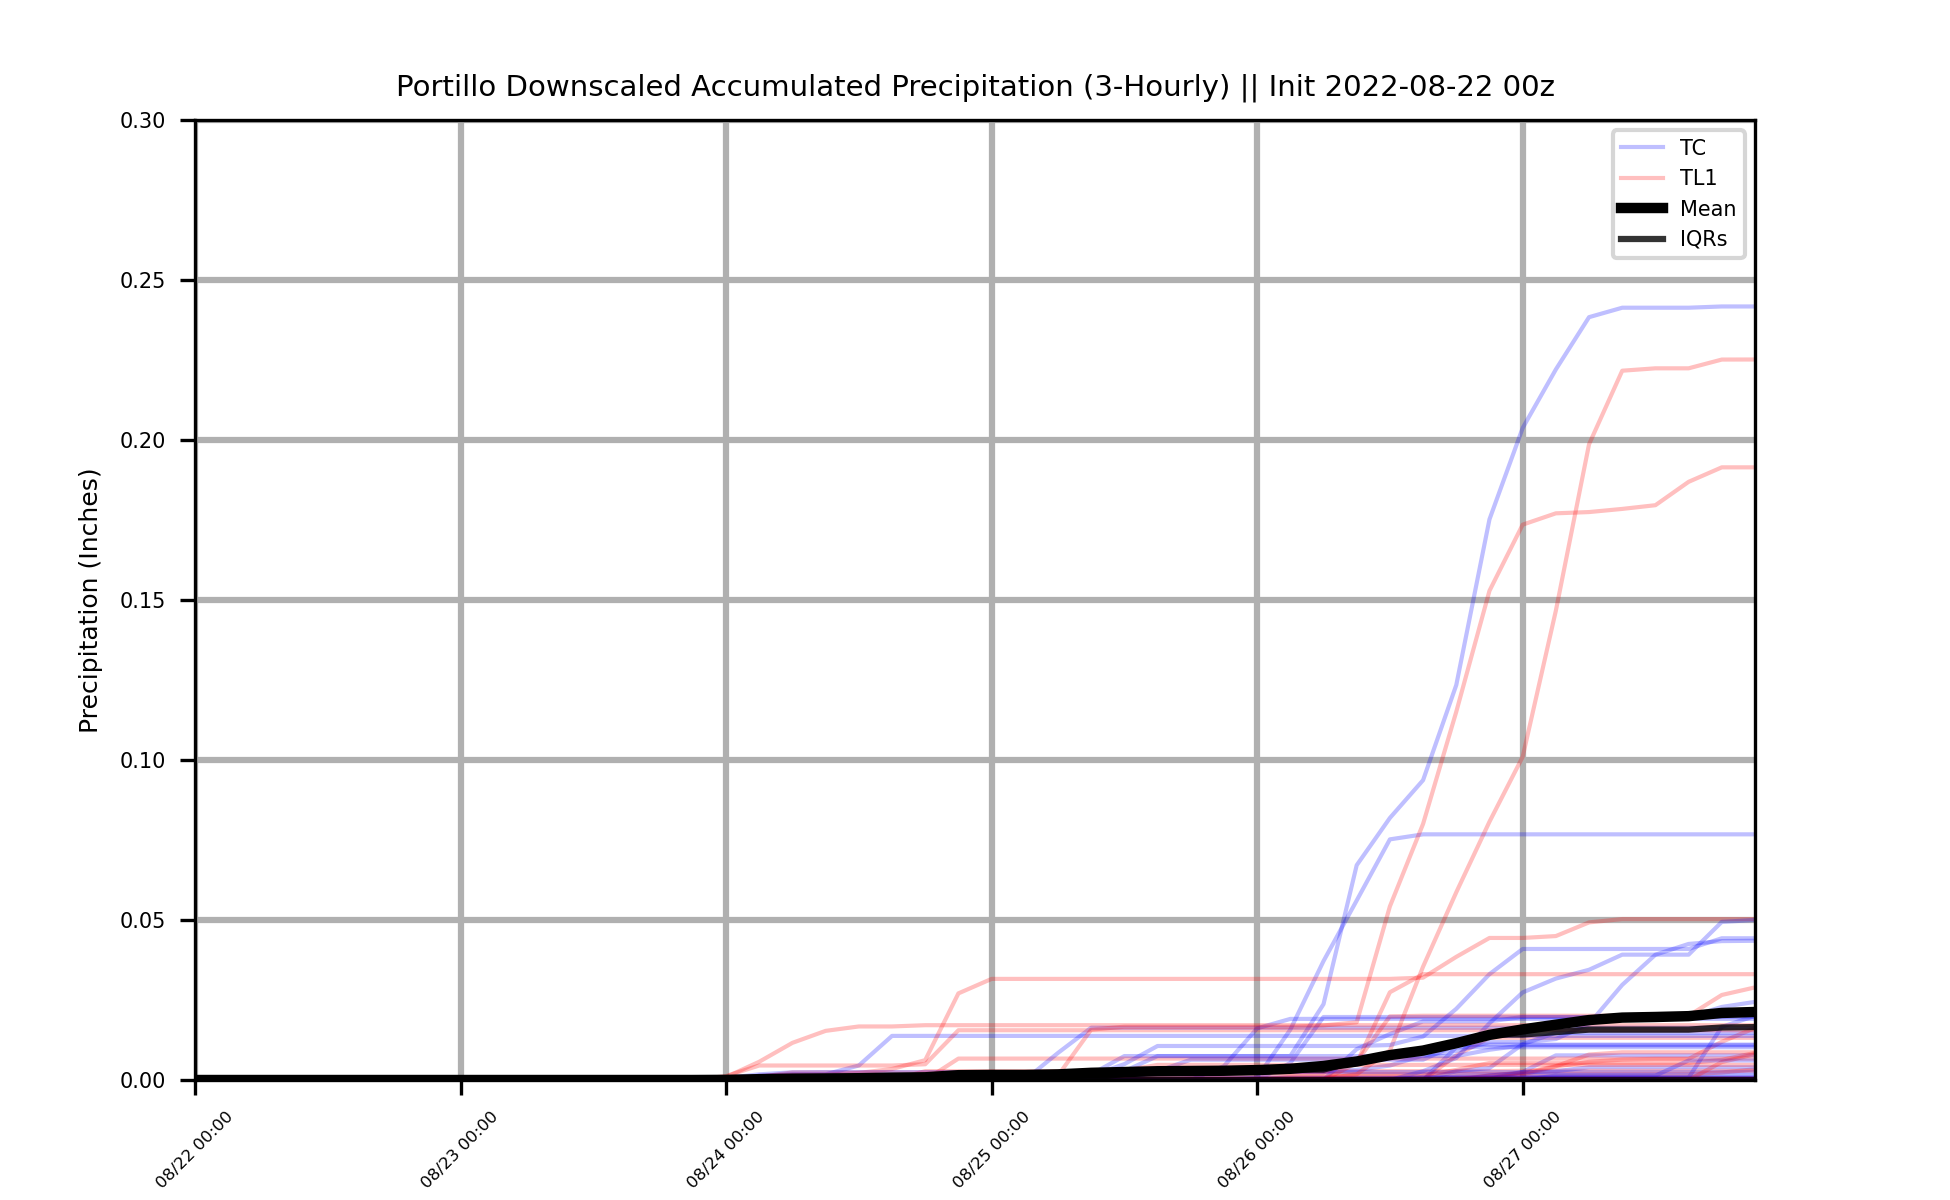 Portillo Downscaled Accumulated Precipitation (3-Hourly) || Init 2022-08-22 00z
TC
TL1
Mean
IQRs
Precipitation (Inches)
0.30
0.25
0.20
0.15
0.10
0.05
0.00
08/22 00:00
08/23 00:00
08/24 00:00
08/25 00:00
08/26 00:00
08/27 00:00